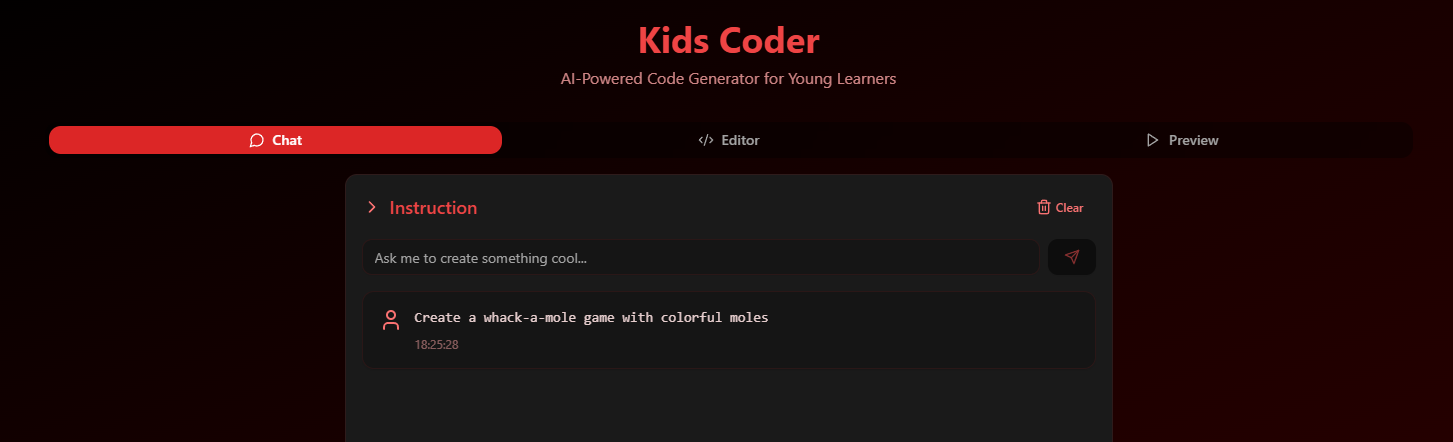 Kids Coder
AI-Powered Code Generator for Young Learners
Chat
Editor
Preview
Instruction
Clear
Ask me to create something cool...
Create a whack-a-mole game with colorful moles
18:25:28